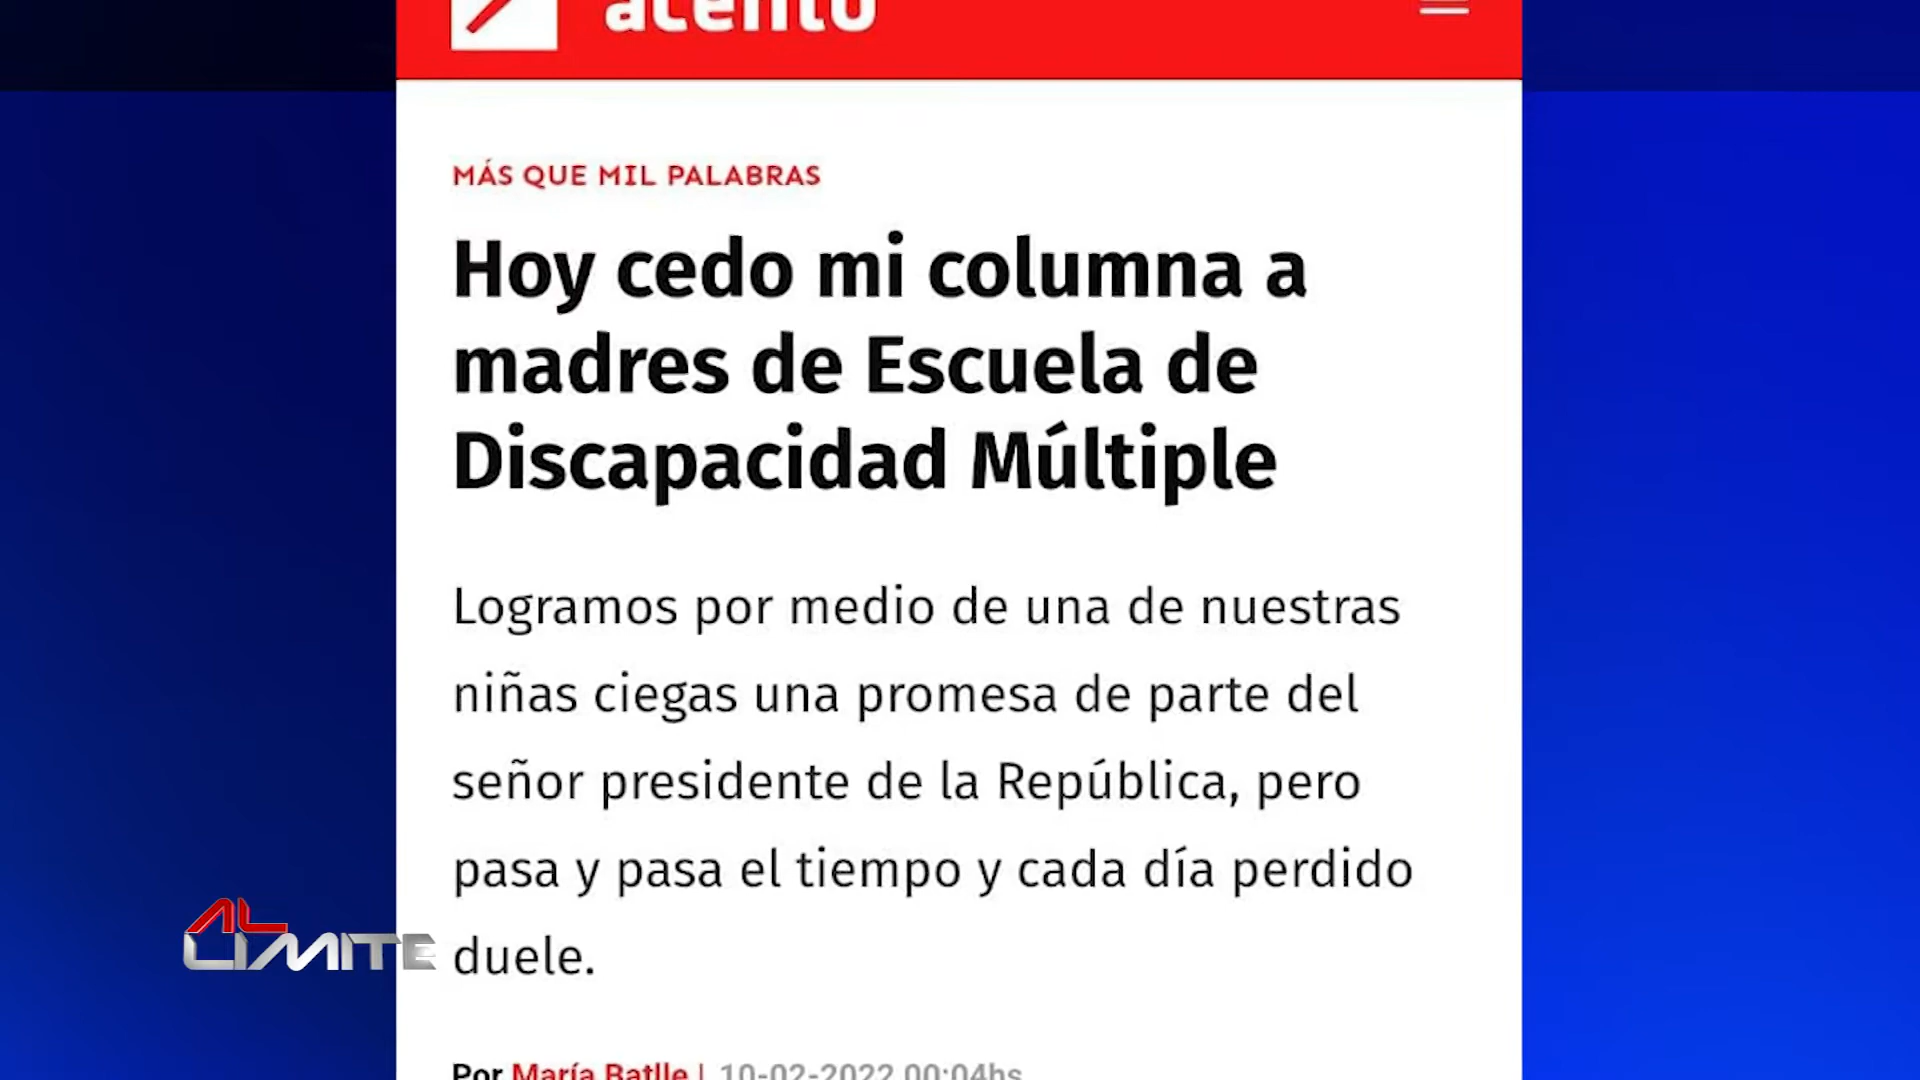 acento
MÁS QUE MIL PALABRAS
Hoy cedo mi columna a
madres de Escuela de
Discapacidad Múltiple
Logramos por medio de una de nuestras
niñas ciegas una promesa de parte del
señor presidente de la República, pero
pasa y pasa el tiempo y cada día perdido
duele.
AL
LIMITE
Por María Batlle | 10-02-2022 00:04hs